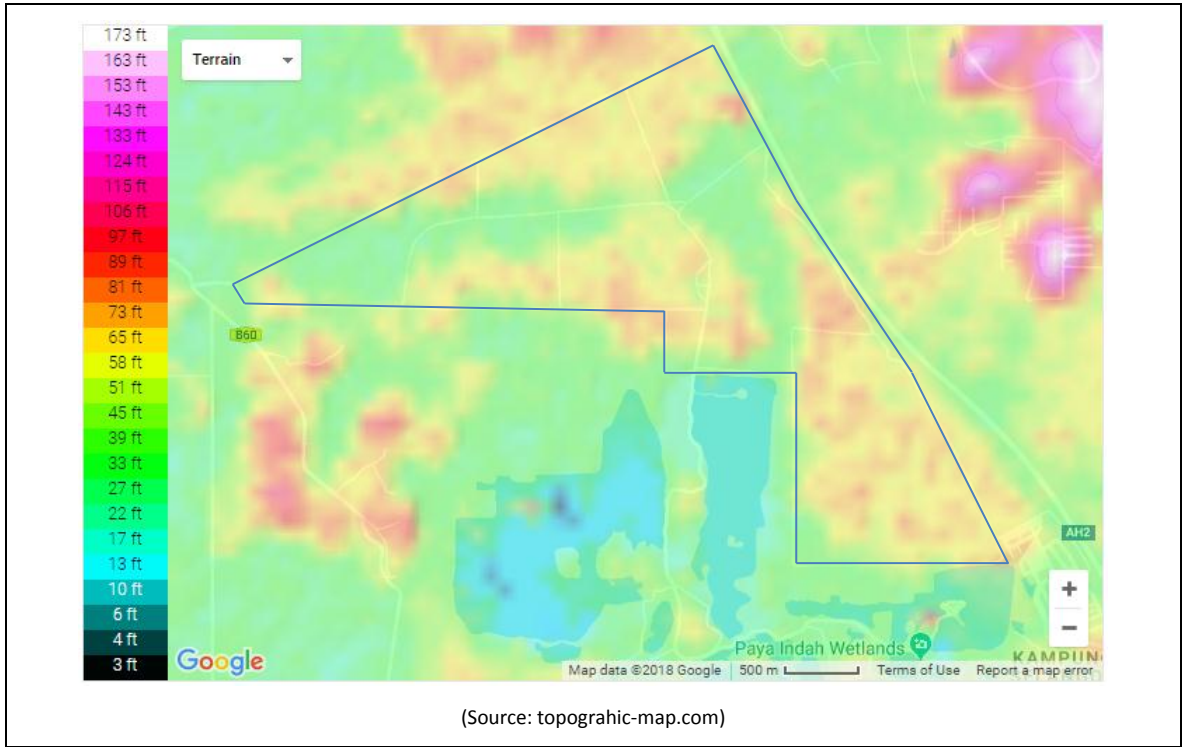 173 ft
163 ft
153 ft
143 ft
133 ft
124 ft
115 ft
106 ft
97 ft
89 ft
81 ft
73 ft
65 ft
58 ft
51 ft
45 ft
39 ft
33 ft
27 ft
22 ft
17 ft
13 ft
10 ft
6 ft
4 ft
3 ft
Terrain
B60
AH2
+
−
Paya Indah Wetlands
KAMPUN
Google
Map data ©2018 Google
500 m
Terms of Use
Report a map error
(Source: topograhic-map.com)